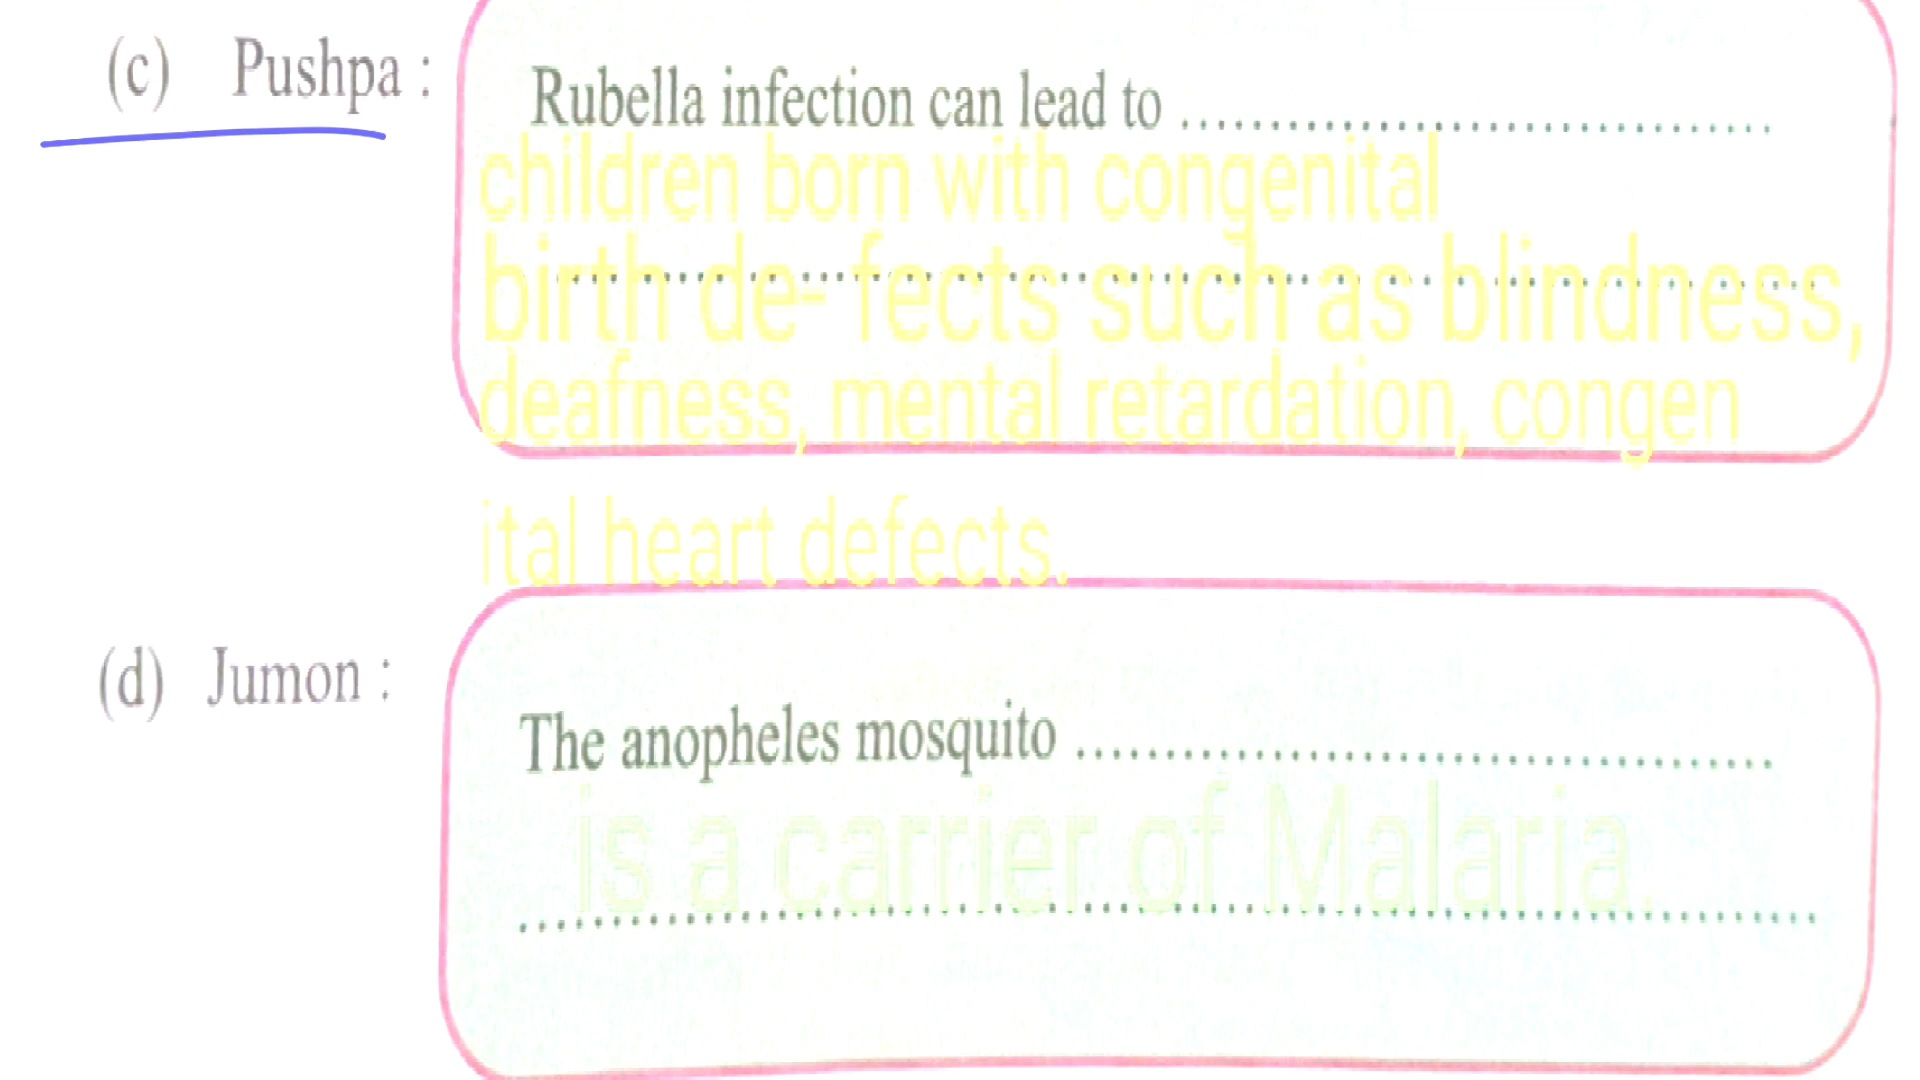 (c) Pushpa :
Rubella infection can lead to ........................................
children born with congenital
birth de- fects such as blindness,
deafness, mental retardation, congen
ital heart defects.
(d) Jumon :
The anopheles mosquito ........................................
is a carrier of Malaria.